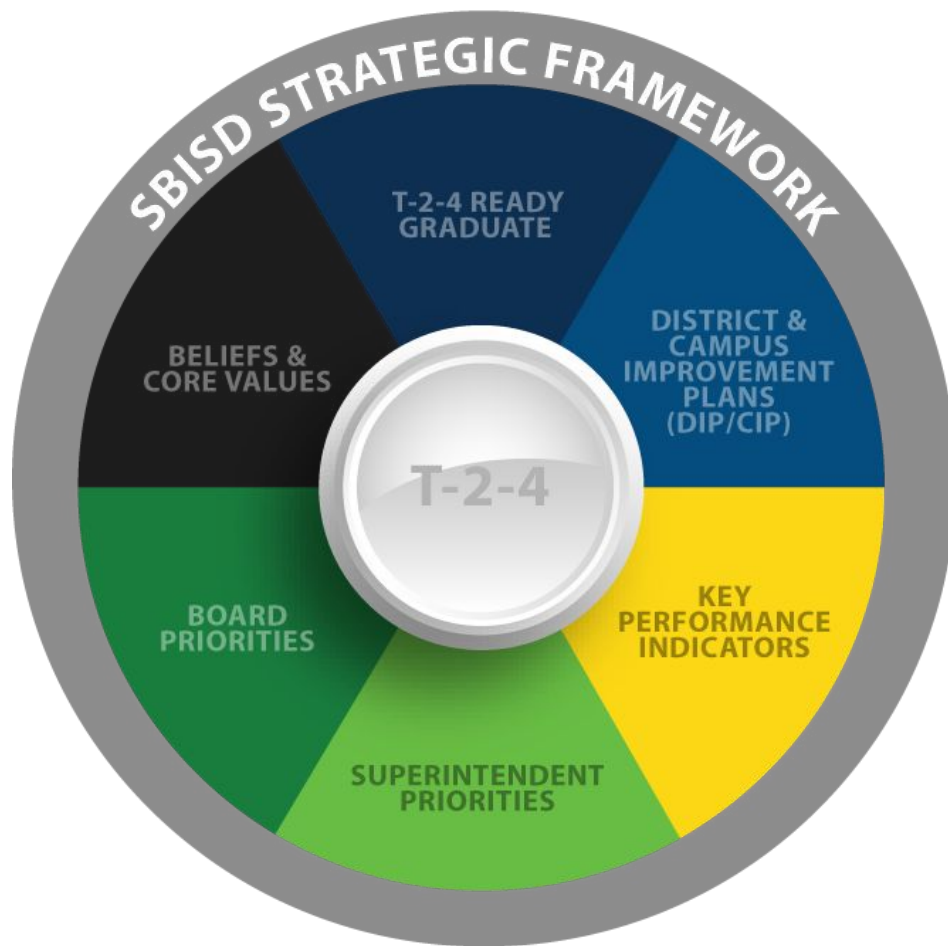 SBISD STRATEGIC FRAMEWORK
T-2-4 READY
GRADUATE
DISTRICT &
CAMPUS
IMPROVEMENT
PLANS
(DIP/CIP)
KEY
PERFORMANCE
INDICATORS
SUPERINTENDENT
PRIORITIES
BOARD
PRIORITIES
BELIEFS &
CORE VALUES
T-2-4